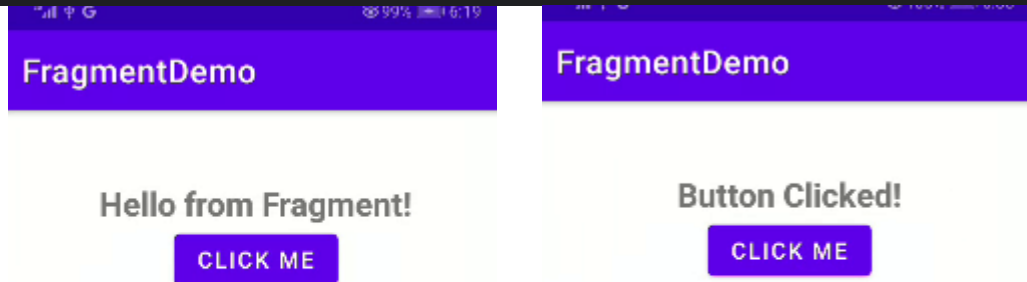 G 99% 6:19
FragmentDemo
Hello from Fragment!
CLICK ME
FragmentDemo
Button Clicked!
CLICK ME